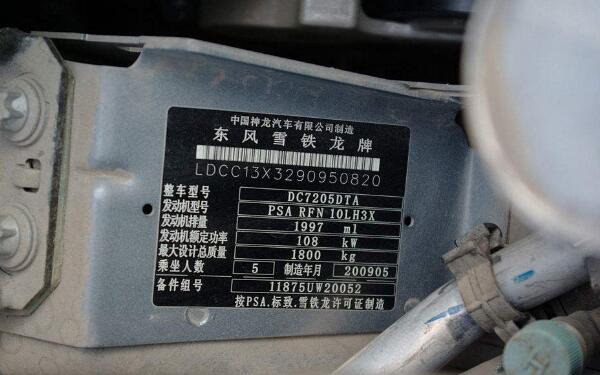 中国神龙汽车有限公司制造
东风雪铁龙牌
LDCC13X3290950820
整车型号 DC7205DTA
发动机型号 PSA RFN 10LH3X
发动机排量 1997 ml
发动机额定功率 108 kW
最大设计总质量 1800 kg
乘坐人数 5 制造年月 200905
备件组号 11875UW20052
按PSA.标致.雪铁龙许可证制造